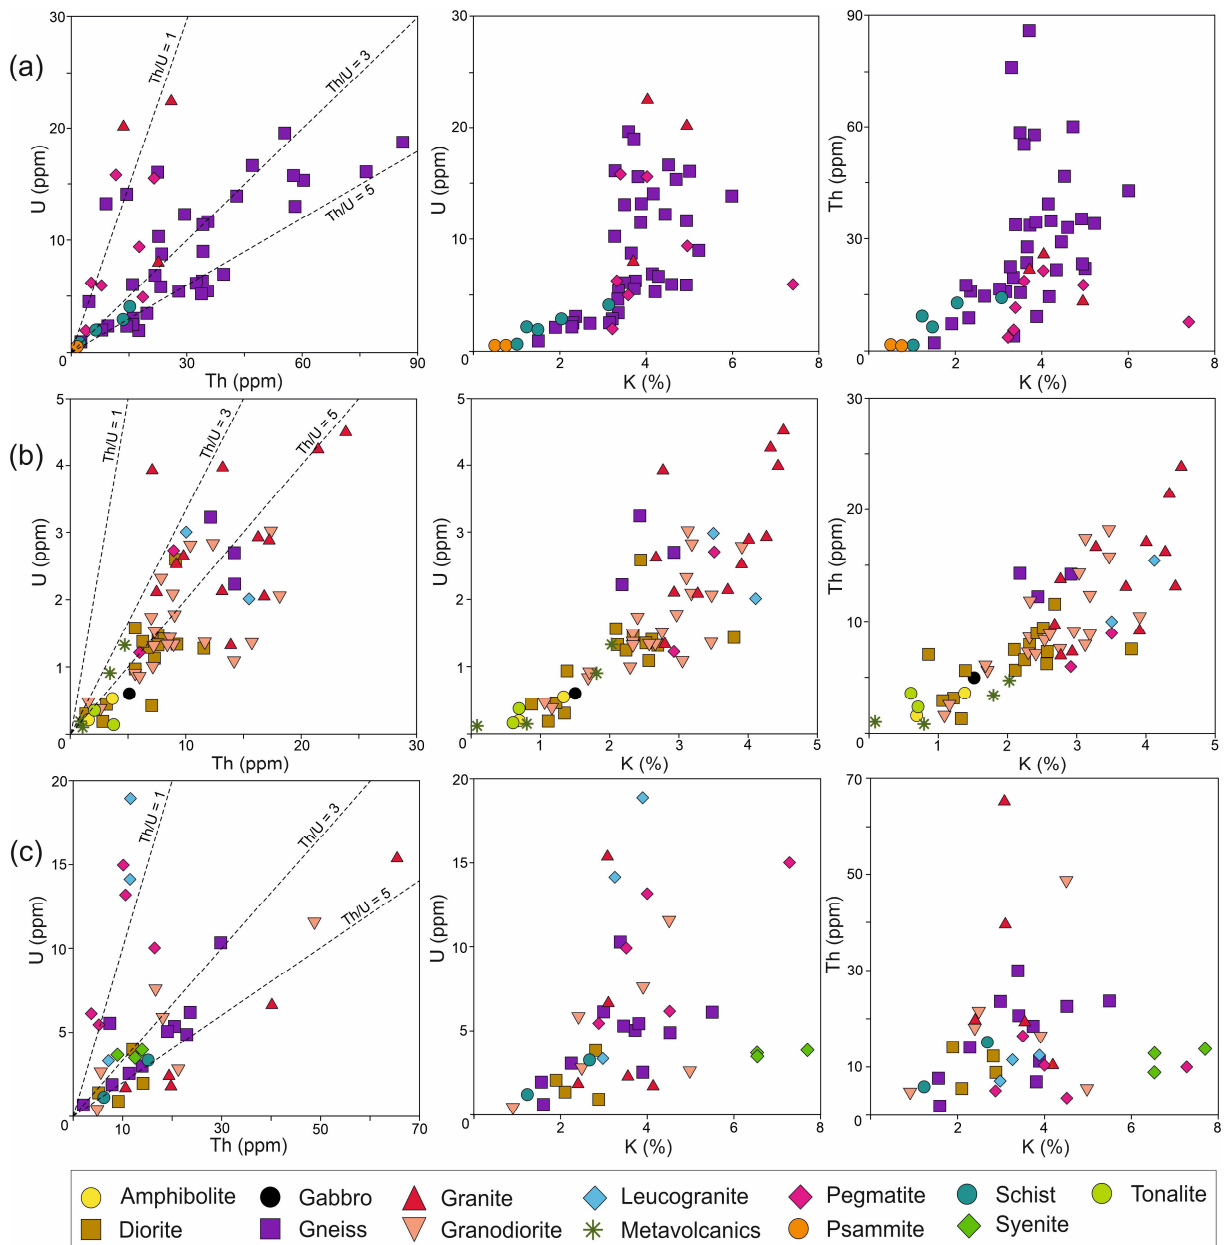 (a)
30
20
10
0
U (ppm)
Th/U = 1
Th/U = 3
Th/U = 5
0
30
60
90
Th (ppm)
30
20
10
0
U (ppm)
0
2
4
6
8
K (%)
90
60
30
0
Th (ppm)
0
2
4
6
8
K (%)
(b)
5
4
3
2
1
0
U (ppm)
Th/U = 1
Th/U = 3
Th/U = 5
0
10
20
30
Th (ppm)
5
4
3
2
1
0
U (ppm)
1
2
3
4
5
K (%)
30
20
10
0
Th (ppm)
0
1
2
3
4
5
K (%)
(c)
20
15
10
5
0
U (ppm)
Th/U = 1
Th/U = 3
Th/U = 5
10
30
50
70
Th (ppm)
20
15
10
5
0
U (ppm)
2
4
6
8
K (%)
70
50
30
10
0
Th (ppm)
2
4
6
8
K (%)
Amphibolite Gabbro Granite Leucogranite Pegmatite Schist Tonalite
Diorite Gneiss Granodiorite Metavolcanics Psammite Syenite